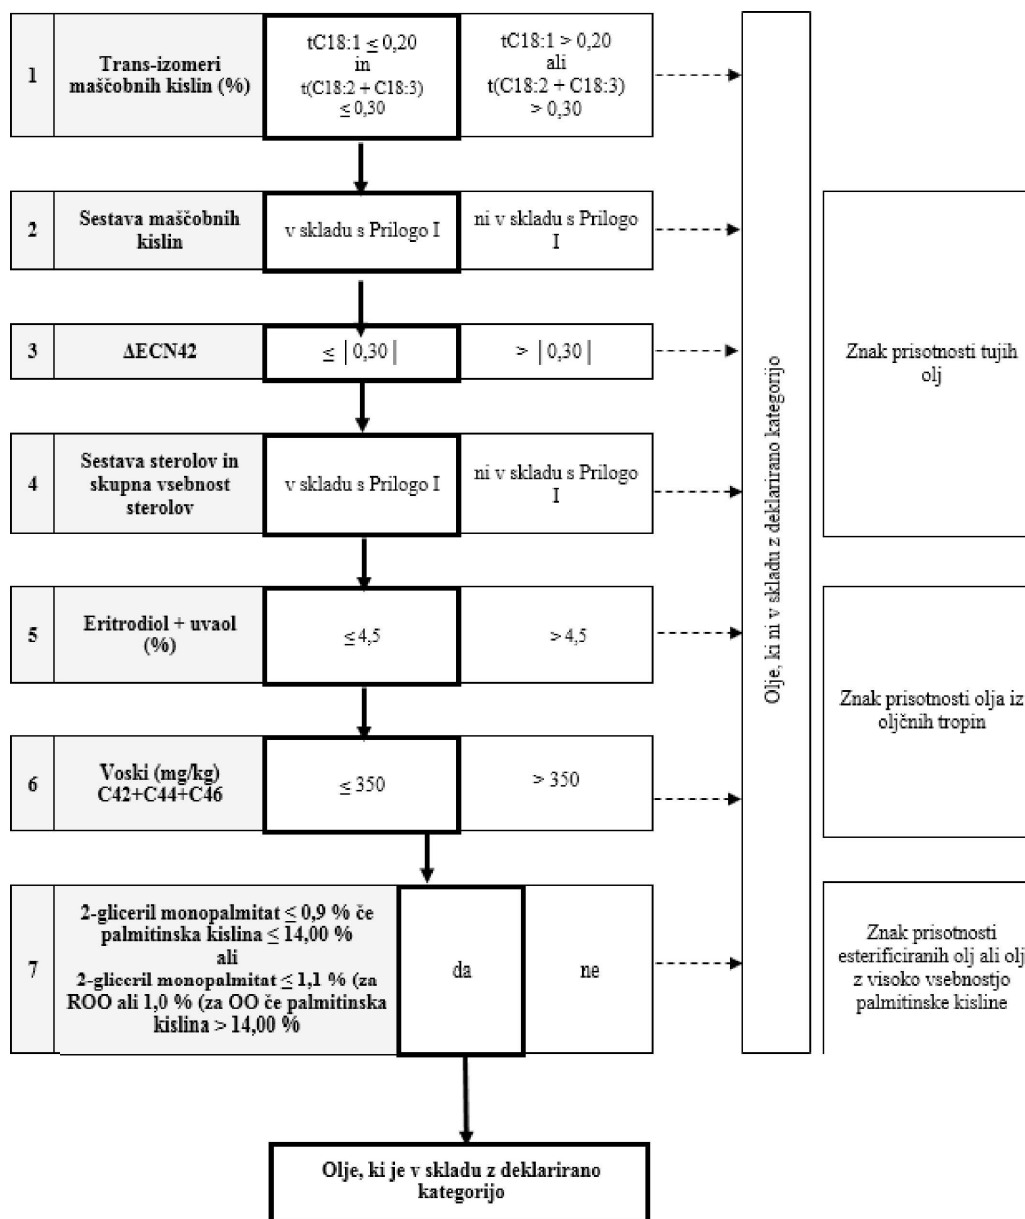 1
Trans-izomeri
maščobnih kislin (%)
tC18:1 ≤ 0,20
in
t(C18:2 + C18:3)
≤ 0,30
tC18:1 > 0,20
ali
t(C18:2 + C18:3)
> 0,30
2
Sestava maščobnih
kislin
v skladu s Prilogo I
ni v skladu s Prilogo
I
3
ΔECN42
≤ | 0,30 |
> | 0,30 |
4
Sestava sterolov in
skupna vsebnost
sterolov
v skladu s Prilogo I
ni v skladu s Prilogo
I
5
Eritrodiol + uvaol
(%)
≤ 4,5
> 4,5
6
Voski (mg/kg)
C42+C44+C46
≤ 350
> 350
7
2-gliceril monopalmitat ≤ 0,9 % če
palmitinska kislina ≤ 14,00 %
ali
2-gliceril monopalmitat ≤ 1,1 % (za
ROO ali 1,0 % (za OO če palmitinska
kislina > 14,00 %
da
ne
Olje, ki ni v skladu z deklarirano kategorijo
Znak prisotnosti tujih
olj
Znak prisotnosti olja iz
oljčnih tropin
Znak prisotnosti
esterificiranih olj ali olj
z visoko vsebnostjo
palmitinske kisline
Olje, ki je v skladu z deklarirano
kategorijo